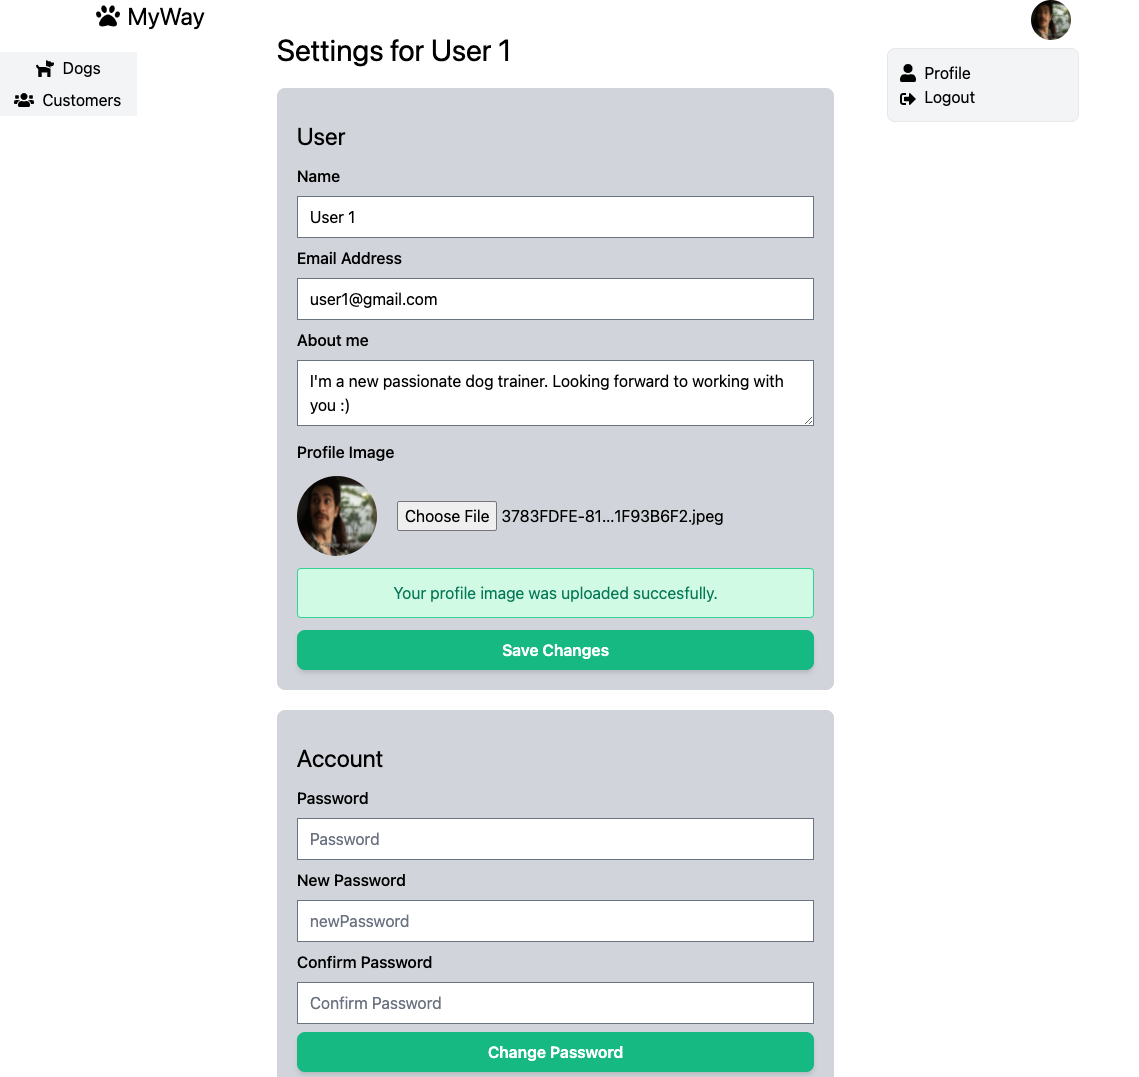 MyWay
Dogs
Customers
Profile
Logout
Settings for User 1
User
Name
User 1
Email Address
user1@gmail.com
About me
I'm a new passionate dog trainer. Looking forward to working with
you :)
Profile Image
Choose File 3783FDFE-81...1F93B6F2.jpeg
Your profile image was uploaded succesfully.
Save Changes
Account
Password
Password
New Password
newPassword
Confirm Password
Confirm Password
Change Password